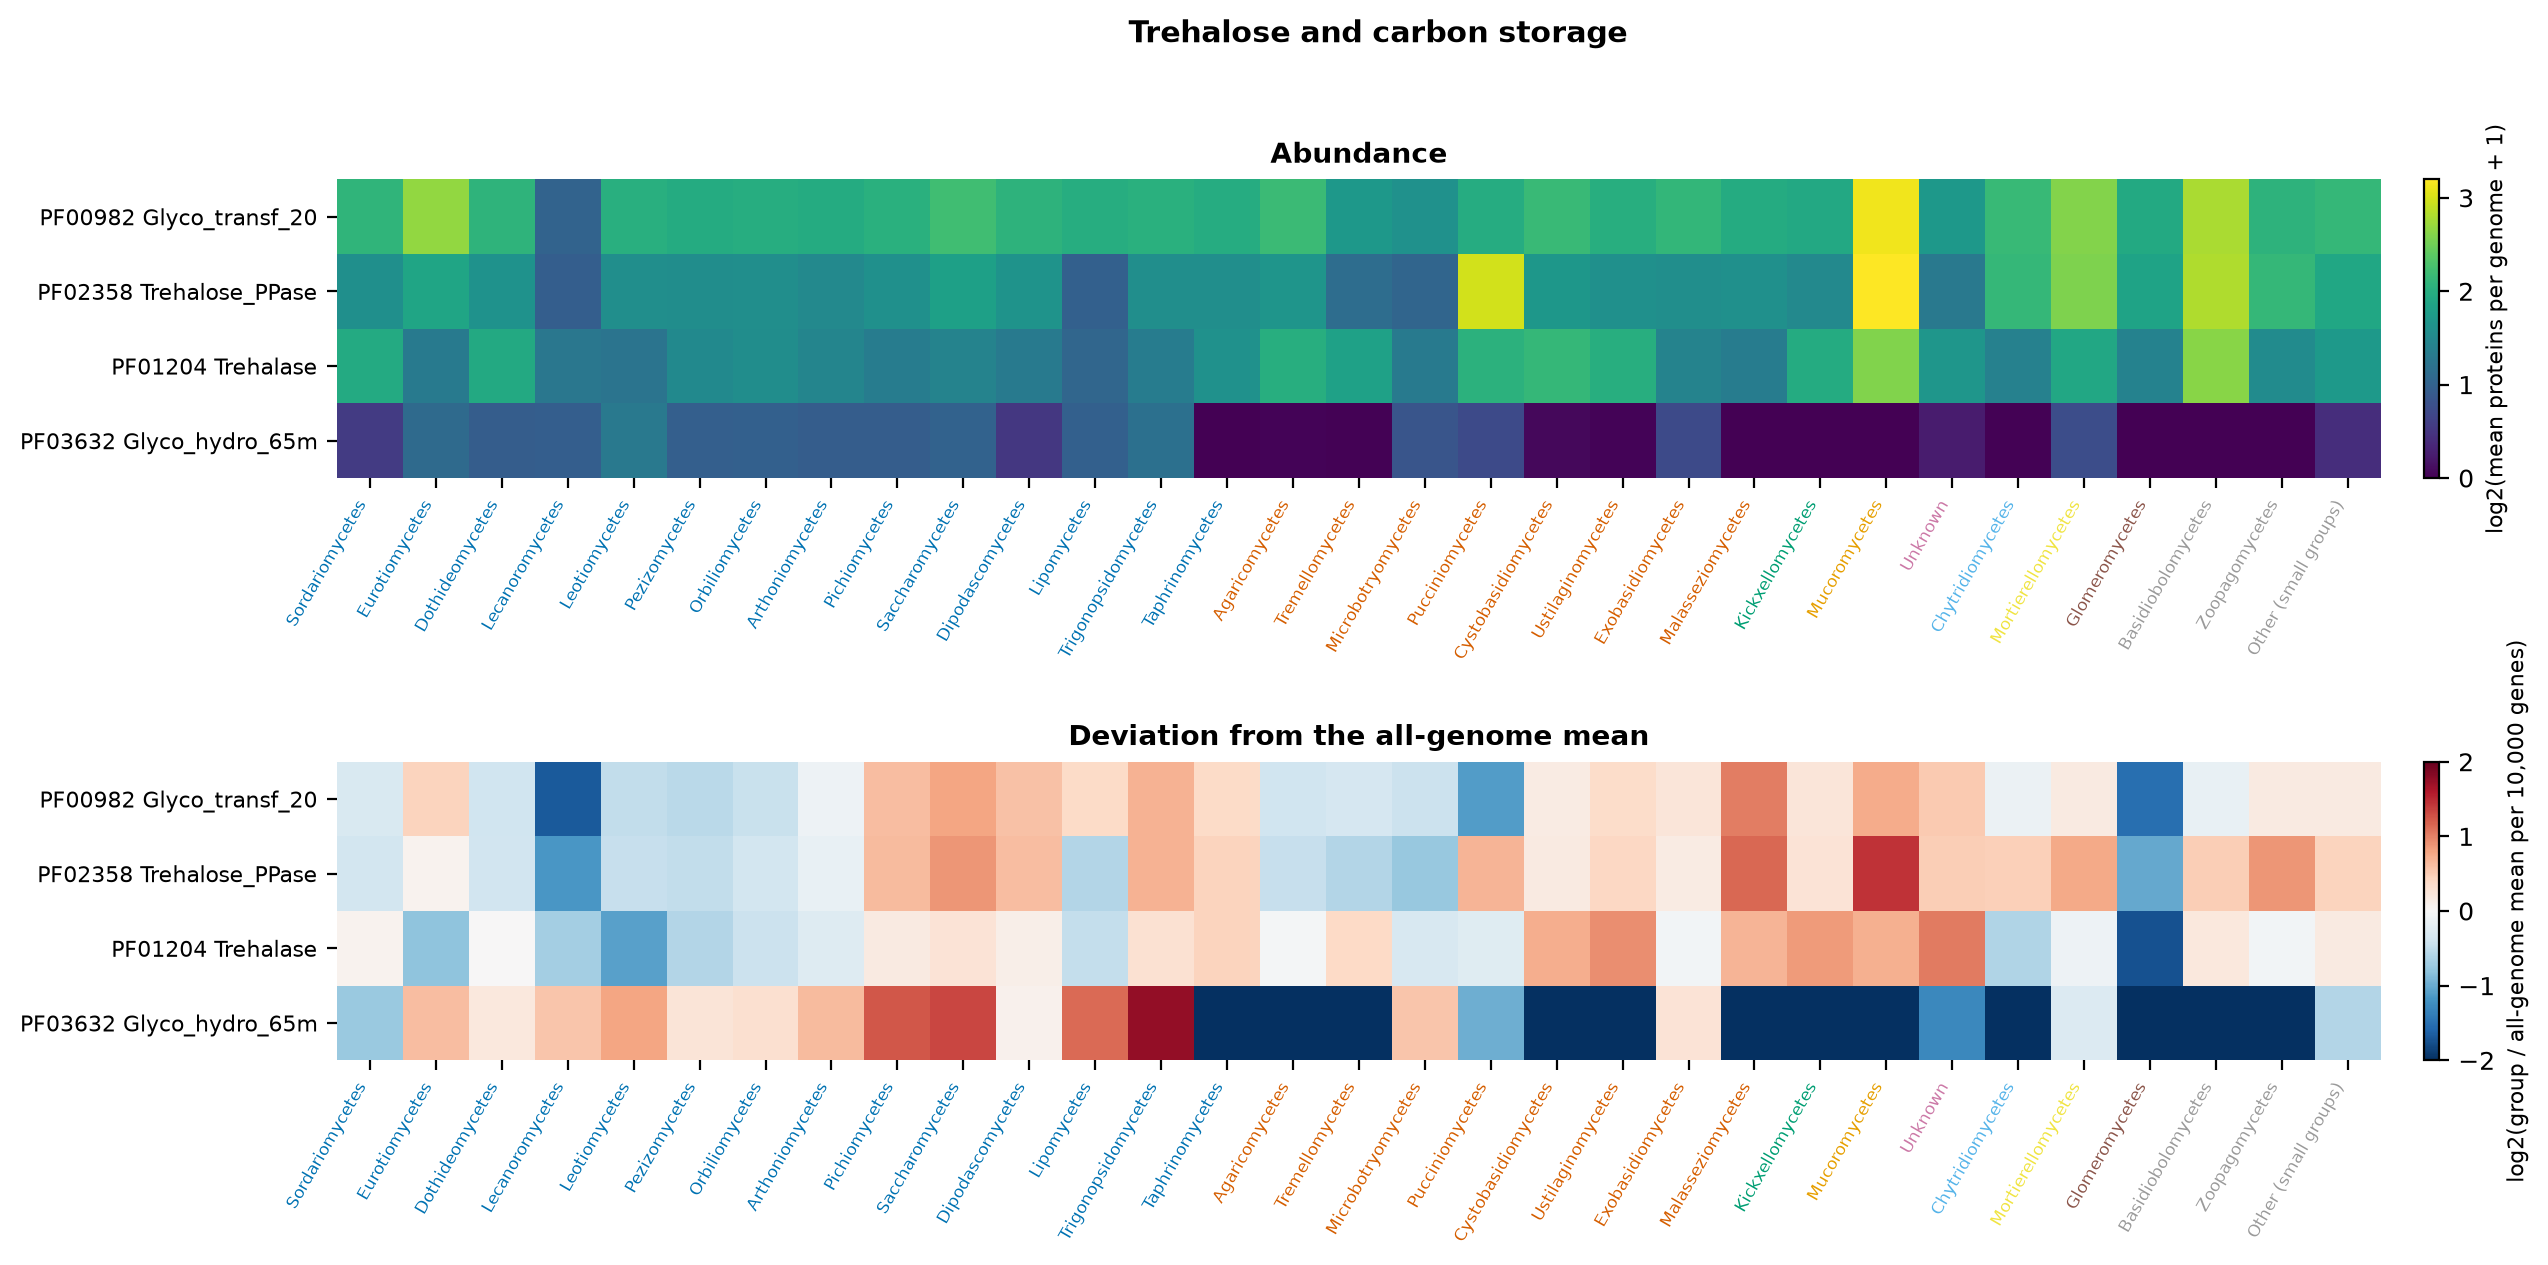 Trehalose and carbon storage
Abundance
PF00982 Glyco_transf_20
PF02358 Trehalose_PPase
PF01204 Trehalase
PF03632 Glyco_hydro_65m
Sordariomycetes
Eurotiomycetes
Dothideomycetes
Lecanoromycetes
Leotiomycetes
Pezizomycetes
Orbiliomycetes
Arthoniomycetes
Pichiomycetes
Saccharomycetes
Dipodascomycetes
Lipomycetes
Trigonopsidomycetes
Taphrinomycetes
Agaricomycetes
Tremellomycetes
Microbotryomycetes
Pucciniomycetes
Cystobasidiomycetes
Ustilaginomycetes
Exobasidiomycetes
Malasseziomycetes
Kickxellomycetes
Mucoromycetes
Unknown
Chytridiomycetes
Mortierellomycetes
Glomeromycetes
Basidiobolomycetes
Zoopagomycetes
Other (small groups)
3
2
1
0
log2(mean proteins per genome + 1)
Deviation from the all-genome mean
PF00982 Glyco_transf_20
PF02358 Trehalose_PPase
PF01204 Trehalase
PF03632 Glyco_hydro_65m
Sordariomycetes
Eurotiomycetes
Dothideomycetes
Lecanoromycetes
Leotiomycetes
Pezizomycetes
Orbiliomycetes
Arthoniomycetes
Pichiomycetes
Saccharomycetes
Dipodascomycetes
Lipomycetes
Trigonopsidomycetes
Taphrinomycetes
Agaricomycetes
Tremellomycetes
Microbotryomycetes
Pucciniomycetes
Cystobasidiomycetes
Ustilaginomycetes
Exobasidiomycetes
Malasseziomycetes
Kickxellomycetes
Mucoromycetes
Unknown
Chytridiomycetes
Mortierellomycetes
Glomeromycetes
Basidiobolomycetes
Zoopagomycetes
Other (small groups)
2
1
0
−1
−2
log2(group / all-genome mean per 10,000 genes)